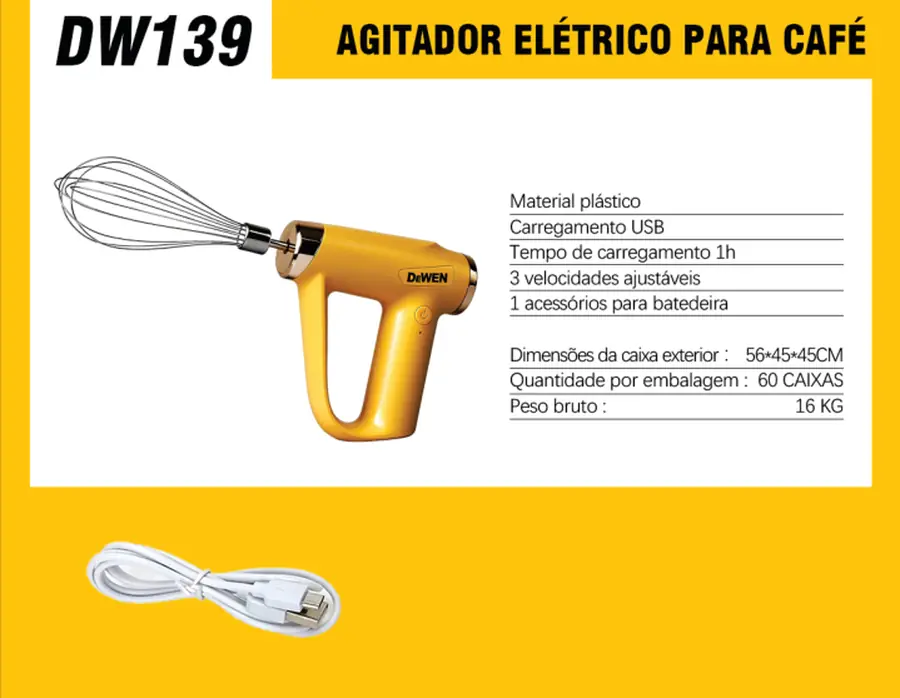 DW139
AGITADOR ELÉTRICO PARA CAFÉ
Material plástico
Carregamento USB
Tempo de carregamento 1h
3 velocidades ajustáveis
1 acessórios para batedeira
DEWEN
Dimensões da caixa exterior : 56*45*45CM
Quantidade por embalagem : 60 CAIXAS
Peso bruto : 16 KG